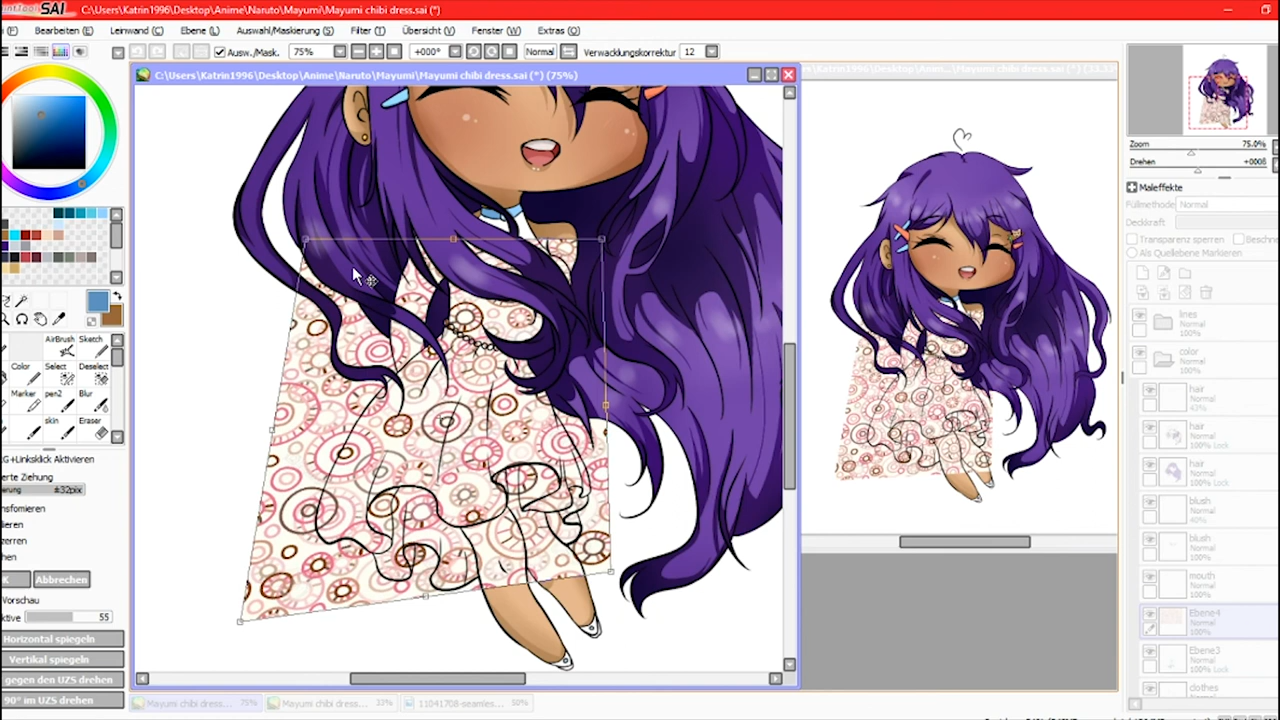 SAI C:\Users\Katrin1996\Desktop\Anime\Naruto\Mayumi\Mayumi chibi dress.sai (*)
Bearbeiten (E) Leinwand (C) Ebene (L) Auswahl/Maskierung (S) Filter (T) Übersicht (V) Fenster (W) Extras (O)
Ausw./Mask. 75% +000° Normal Verwacklungskorrektur 12
C:\Users\Katrin1996\Desktop\Anime\Naruto\Mayumi\Mayumi chibi dress.sai (*) (75%)
Zoom 75.0%
Drehen
Maleffekte
Füllmethode Normal
Deckkraft
Transparenz sperren
Als Quellebene Markieren
lines
Normal
100%
color
Normal
100%
hair
Normal
43%
hair
Normal
100% Lock
hair
Normal
100% Lock
blush
Normal
40%
blush
Normal
100%
mouth
Normal
100%
Ebene4
Normal
100%
Ebene3
Normal
100% Lock
clothes
Normal
AirBrush Sketch
Color Select Deselect
Marker pen2 Blur
skin Eraser
+Linksklick Aktivieren
erte Ziehung
#32pix
Abbrechen
Vorschau
55
Horizontal spiegeln
Vertikal spiegeln
gegen den UZS drehen
90° im UZS drehen
Mayumi chibi dress... 75% Mayumi chibi dress... 33% 11041708-seamles... 50%